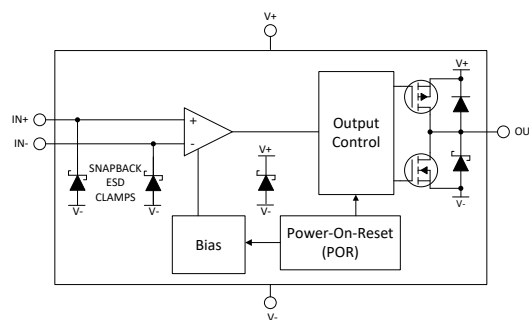 V+
V+
IN+
+
Output
Control
OU
IN-
-
SNAPBACK
ESD
CLAMPS
V+
V-
V-
V-
V-
Bias
Power-On-Reset
(POR)
V-